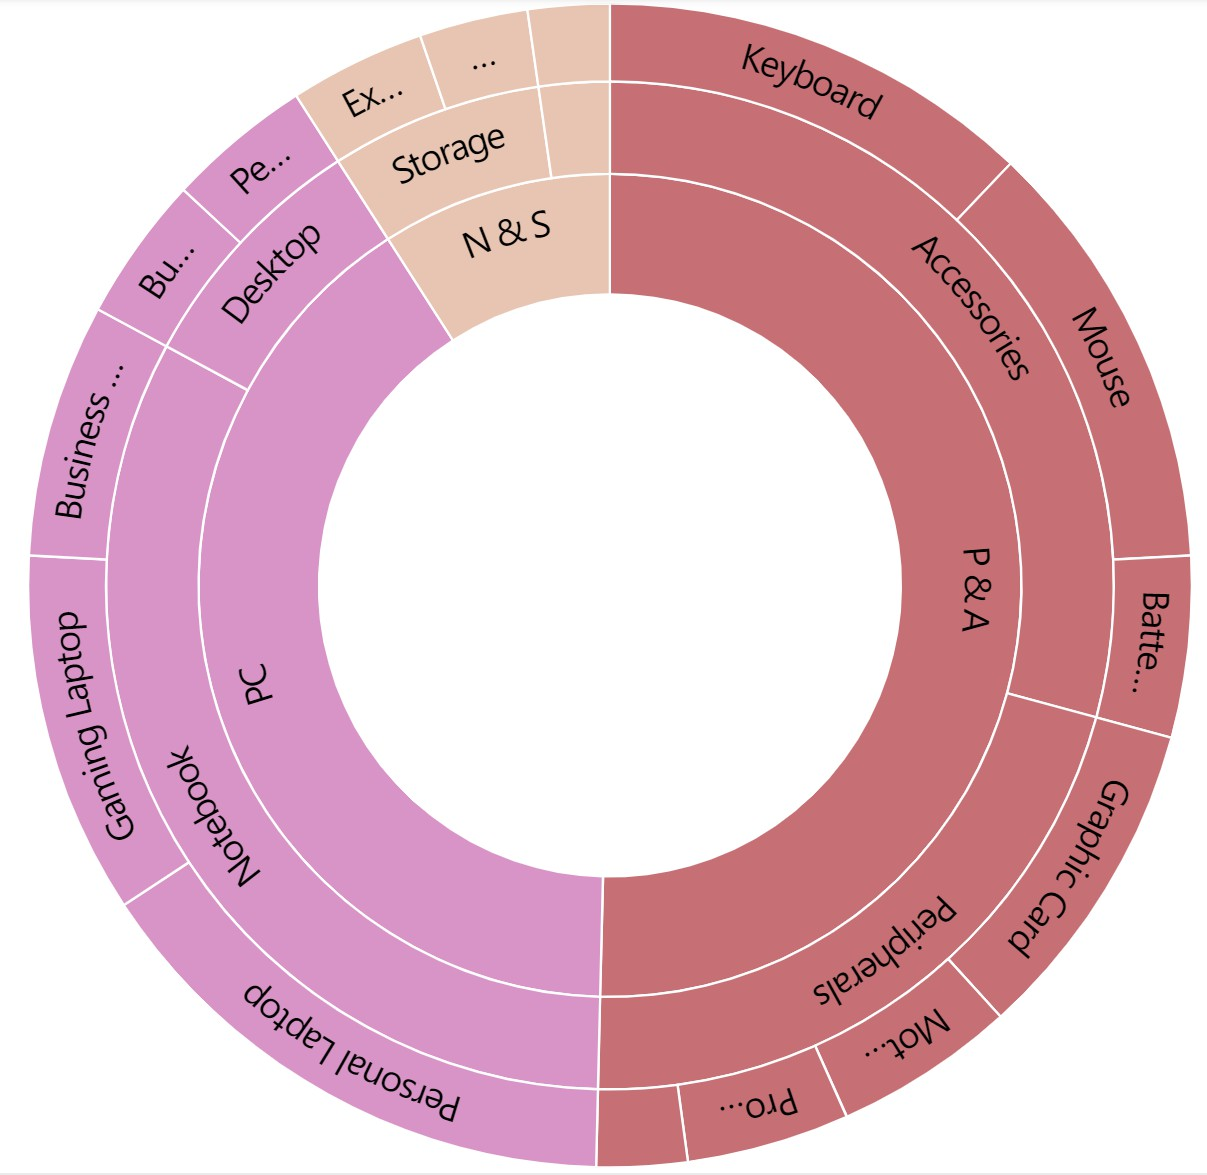 Keyboard
Mouse
Batte...
Graphic Card
Mot...
Pro...
Personal Laptop
Gaming Laptop
Business ...
Bu...
Pe...
Ex...
...
Accessories
Peripherals
Notebook
Desktop
Storage
P & A
PC
N & S